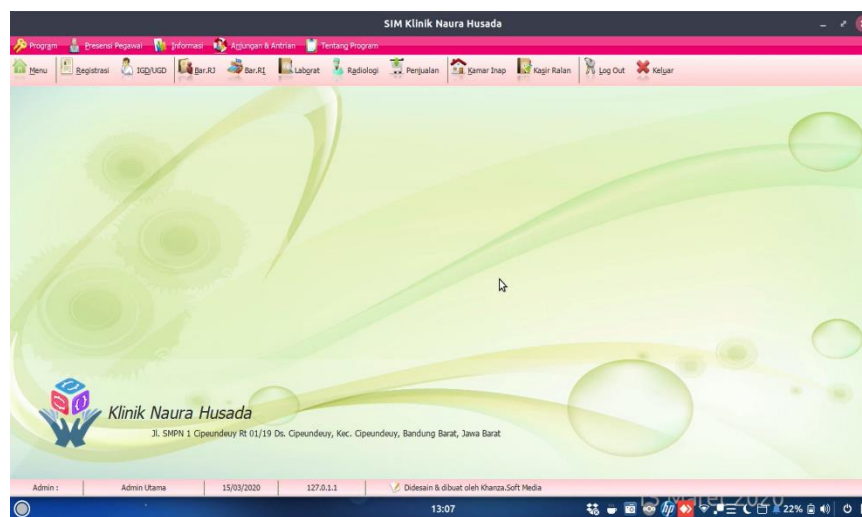 SIM Klinik Naura Husada
Program Presensi Pegawai Informasi Anjungan & Antrian Tentang Program
Menu Registrasi IGD/UGD Bar.RJ Bar.RI Laborat Radiologi Penjualan Kamar Inap Kasir Ralan Log Out Keluar
Klinik Naura Husada
Jl. SMPN 1 Cipeundeuy Rt 01/19 Ds. Cipeundeuy, Kec. Cipeundeuy, Bandung Barat, Jawa Barat
Admin : Admin Utama 15/03/2020 127.0.1.1 Didesain & dibuat oleh Khanza.Soft Media
13:07 hp 22%